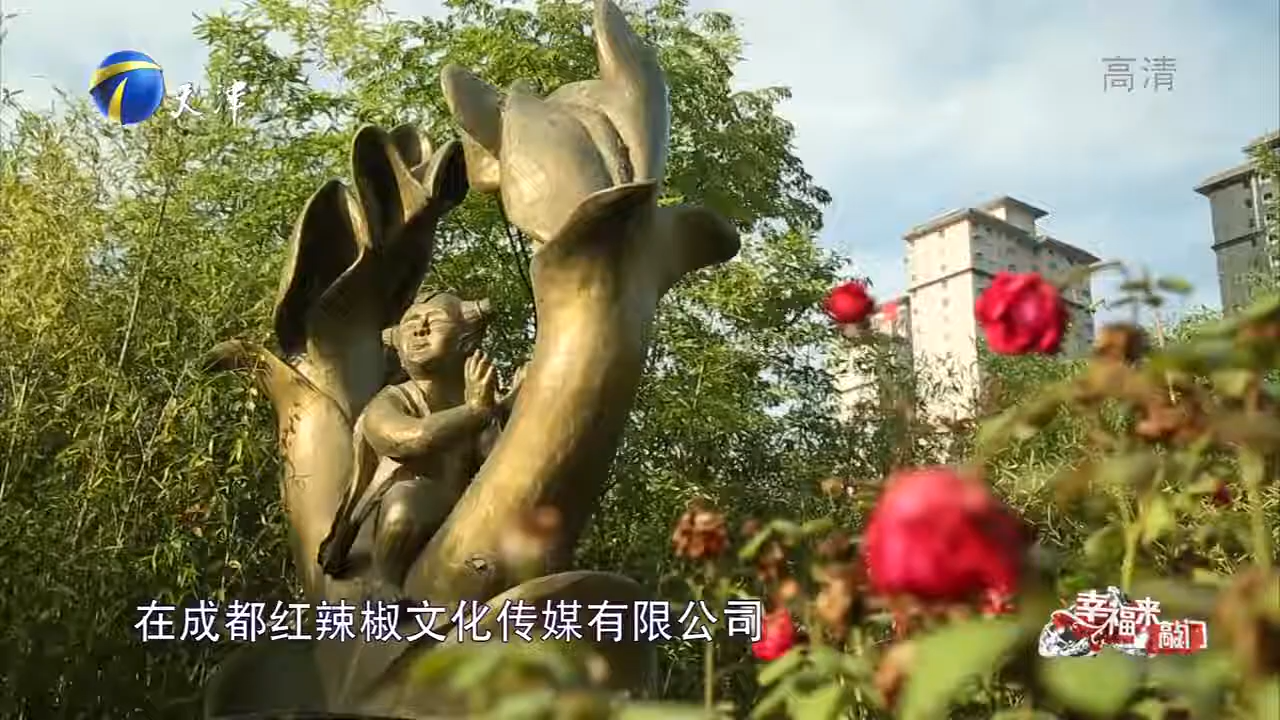 天津
高清
在成都红辣椒文化传媒有限公司
幸福来
敲门